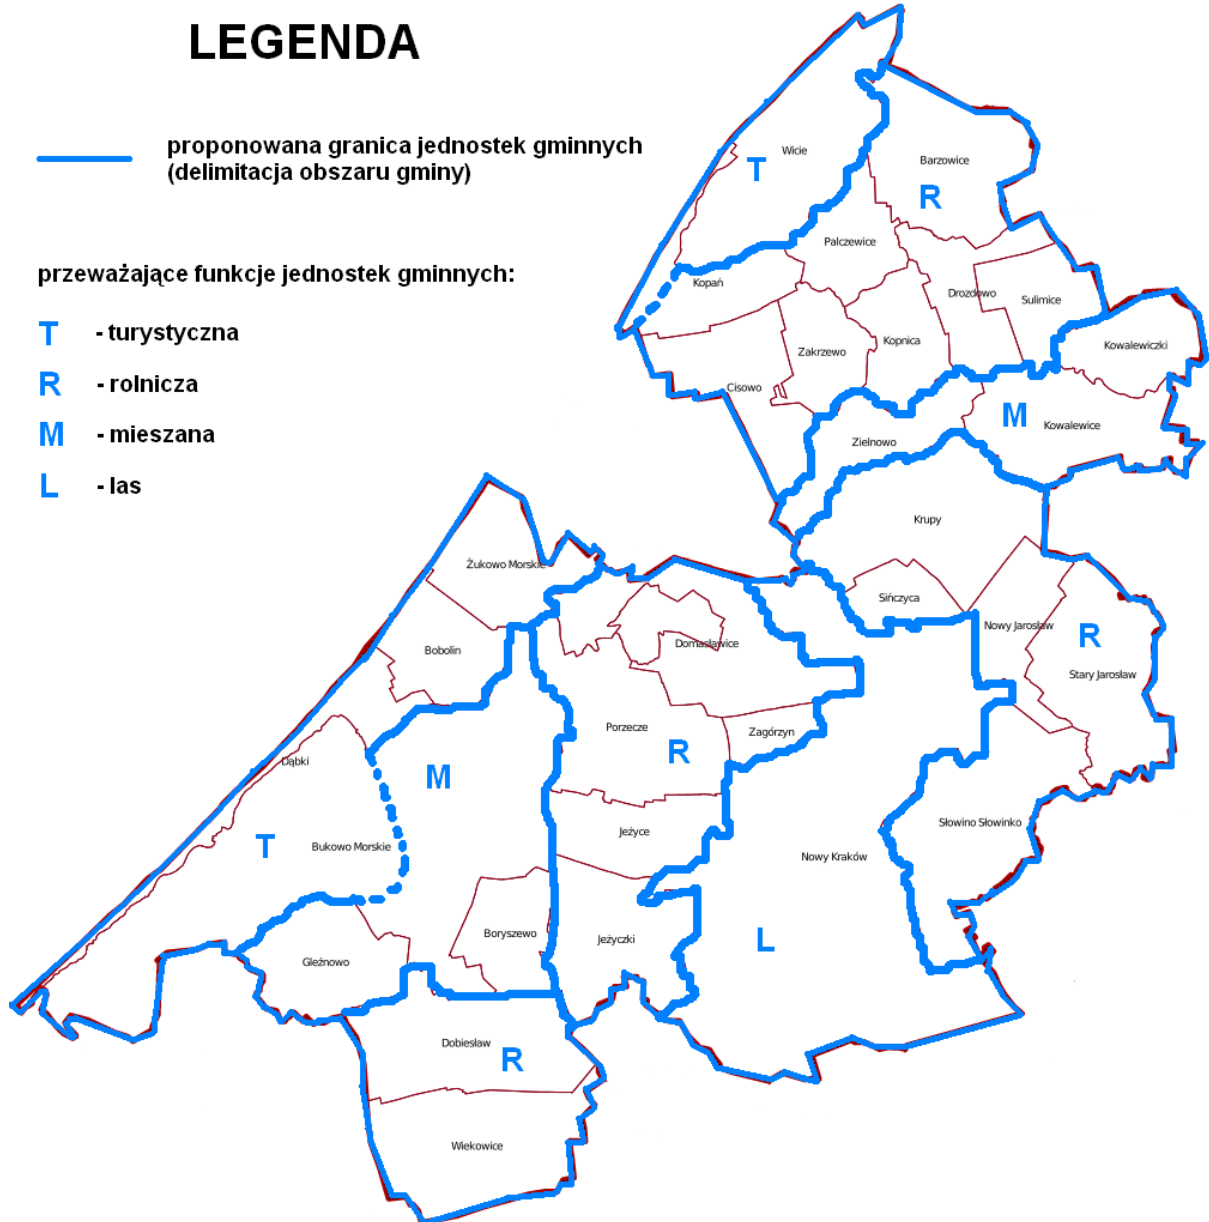 LEGENDA
proponowana granica jednostek gminnych
(delimitacja obszaru gminy)
przeważające funkcje jednostek gminnych:
T - turystyczna
R - rolnicza
M - mieszana
L - las
Wicie
T
Barzowice
R
Palczewice
Kopań
Drozdowo
Sulimice
Zakrzewo
Kopnica
Kowalewiczki
Cisowo
M
Kowalewice
Zielnowo
Krupy
Żukowo Morskie
Sińczyca
Nowy Jarosław
R
Domasławice
Bobolin
Stary Jarosław
Porzecze
Zagórzyn
R
Dąbki
M
Słowino Słowinko
Jeżyce
T
Bukowo Morskie
Nowy Kraków
Boryszewo
Jeżyczki
L
Gleźnowo
Dobiesław
R
Wiekowice